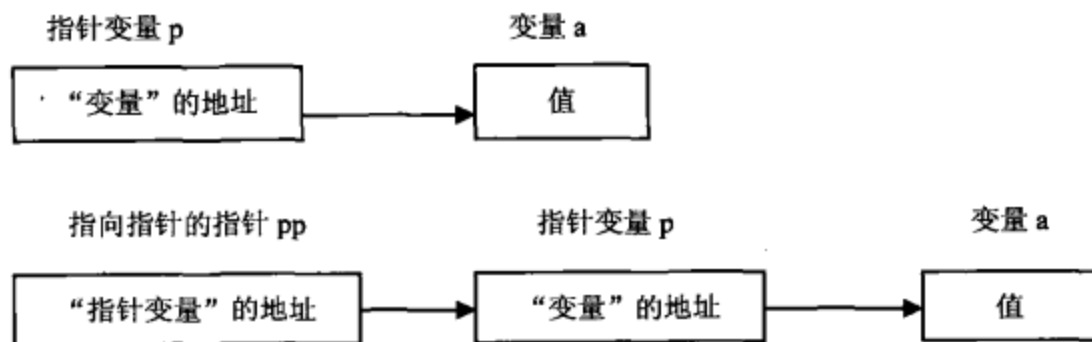 指针变量 p 变量 a
“变量”的地址 值
指向指针的指针 pp 指针变量 p 变量 a
“指针变量”的地址 “变量”的地址 值